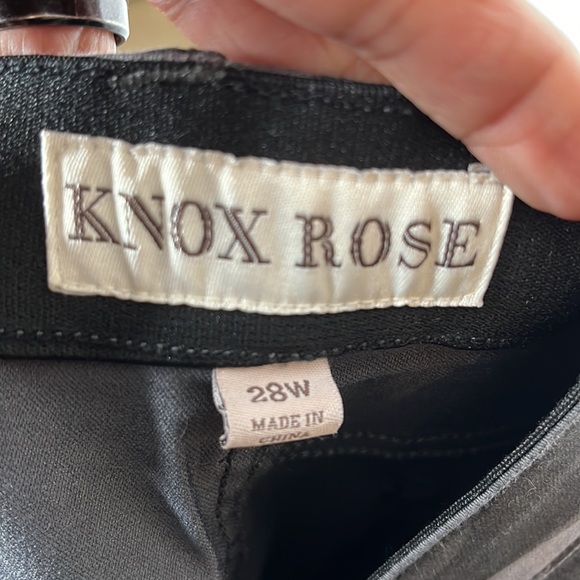 KNOX ROSE
28W
MADE IN
CHINA